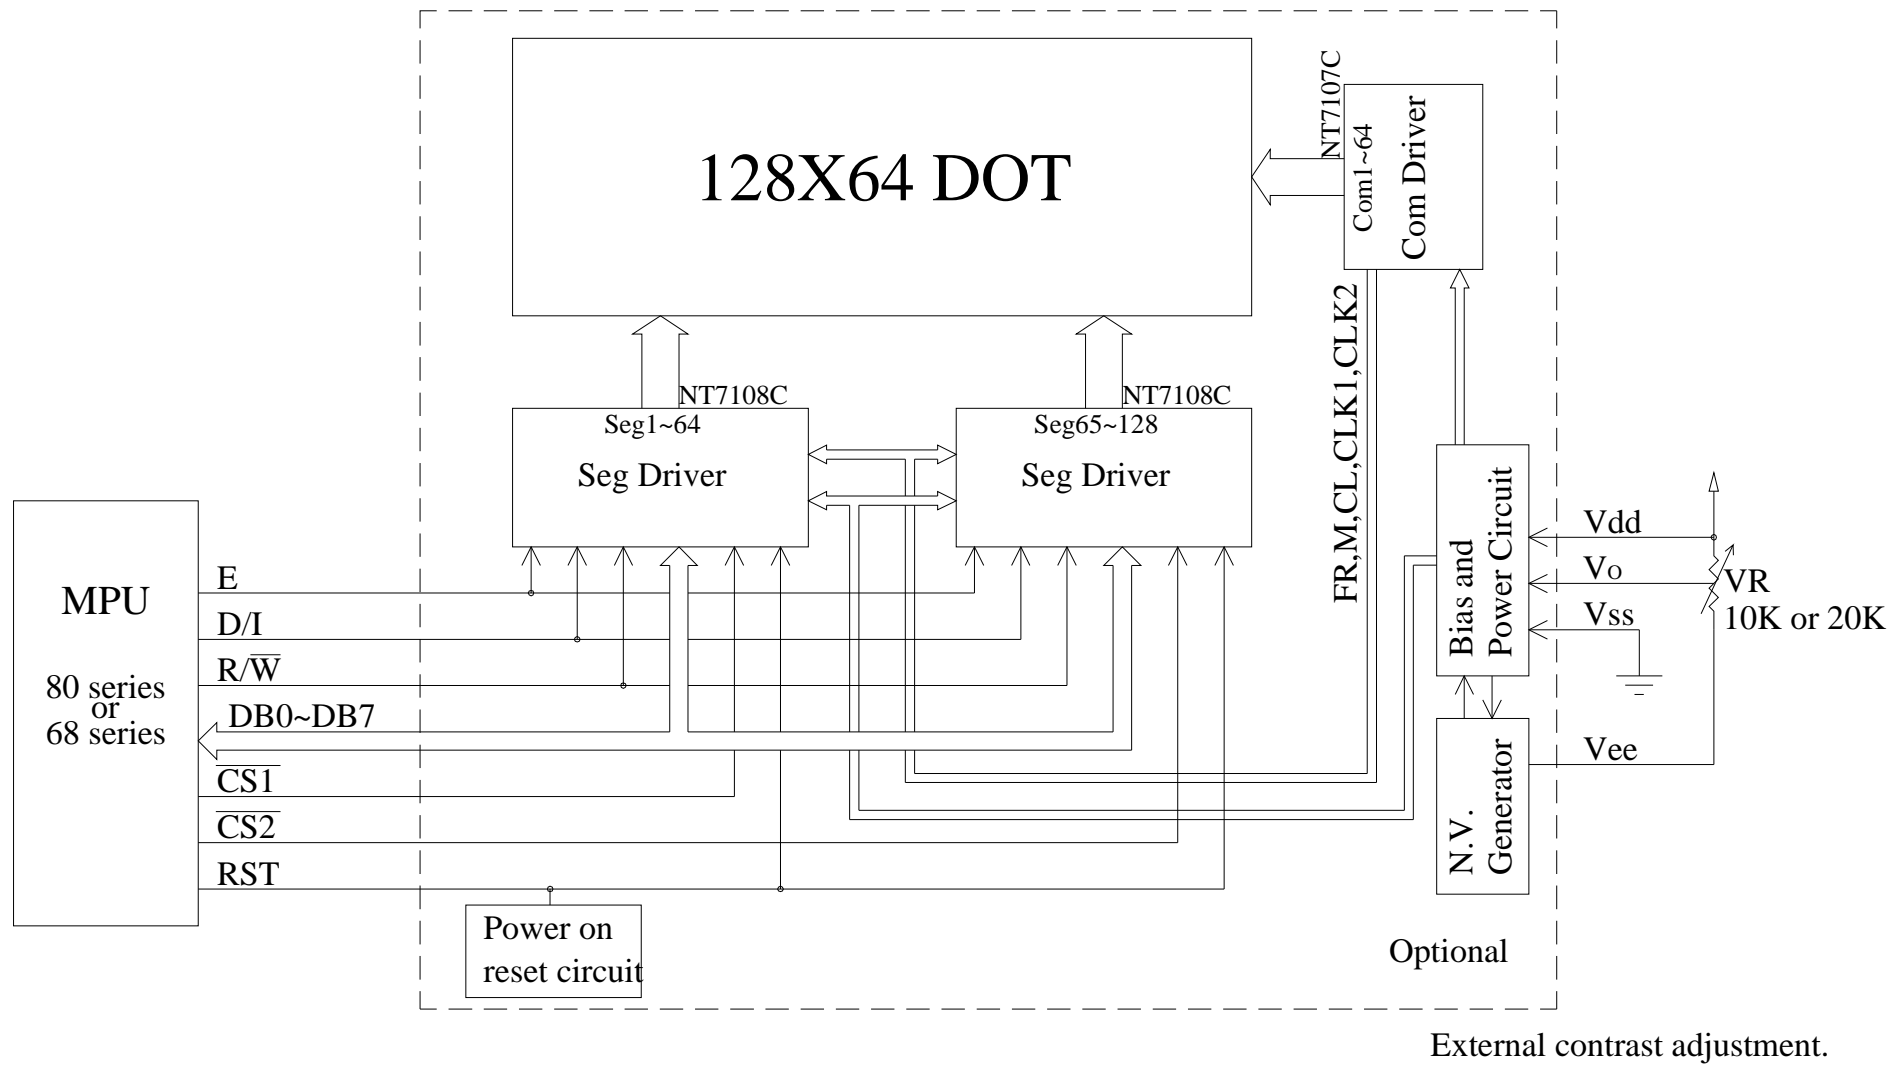 128X64 DOT
NT7107C
Com1~64
Com Driver
FR,M,CL,CLK1,CLK2
NT7108C
Seg1~64
Seg Driver
NT7108C
Seg65~128
Seg Driver
MPU
80 series
or
68 series
E
D/I
R/W̅
DB0~DB7
C̅S̅1̅
C̅S̅2̅
RST
Power on
reset circuit
Bias and
Power Circuit
N.V.
Generator
Vdd
Vo
Vss
Vee
VR
10K or 20K
Optional
External contrast adjustment.